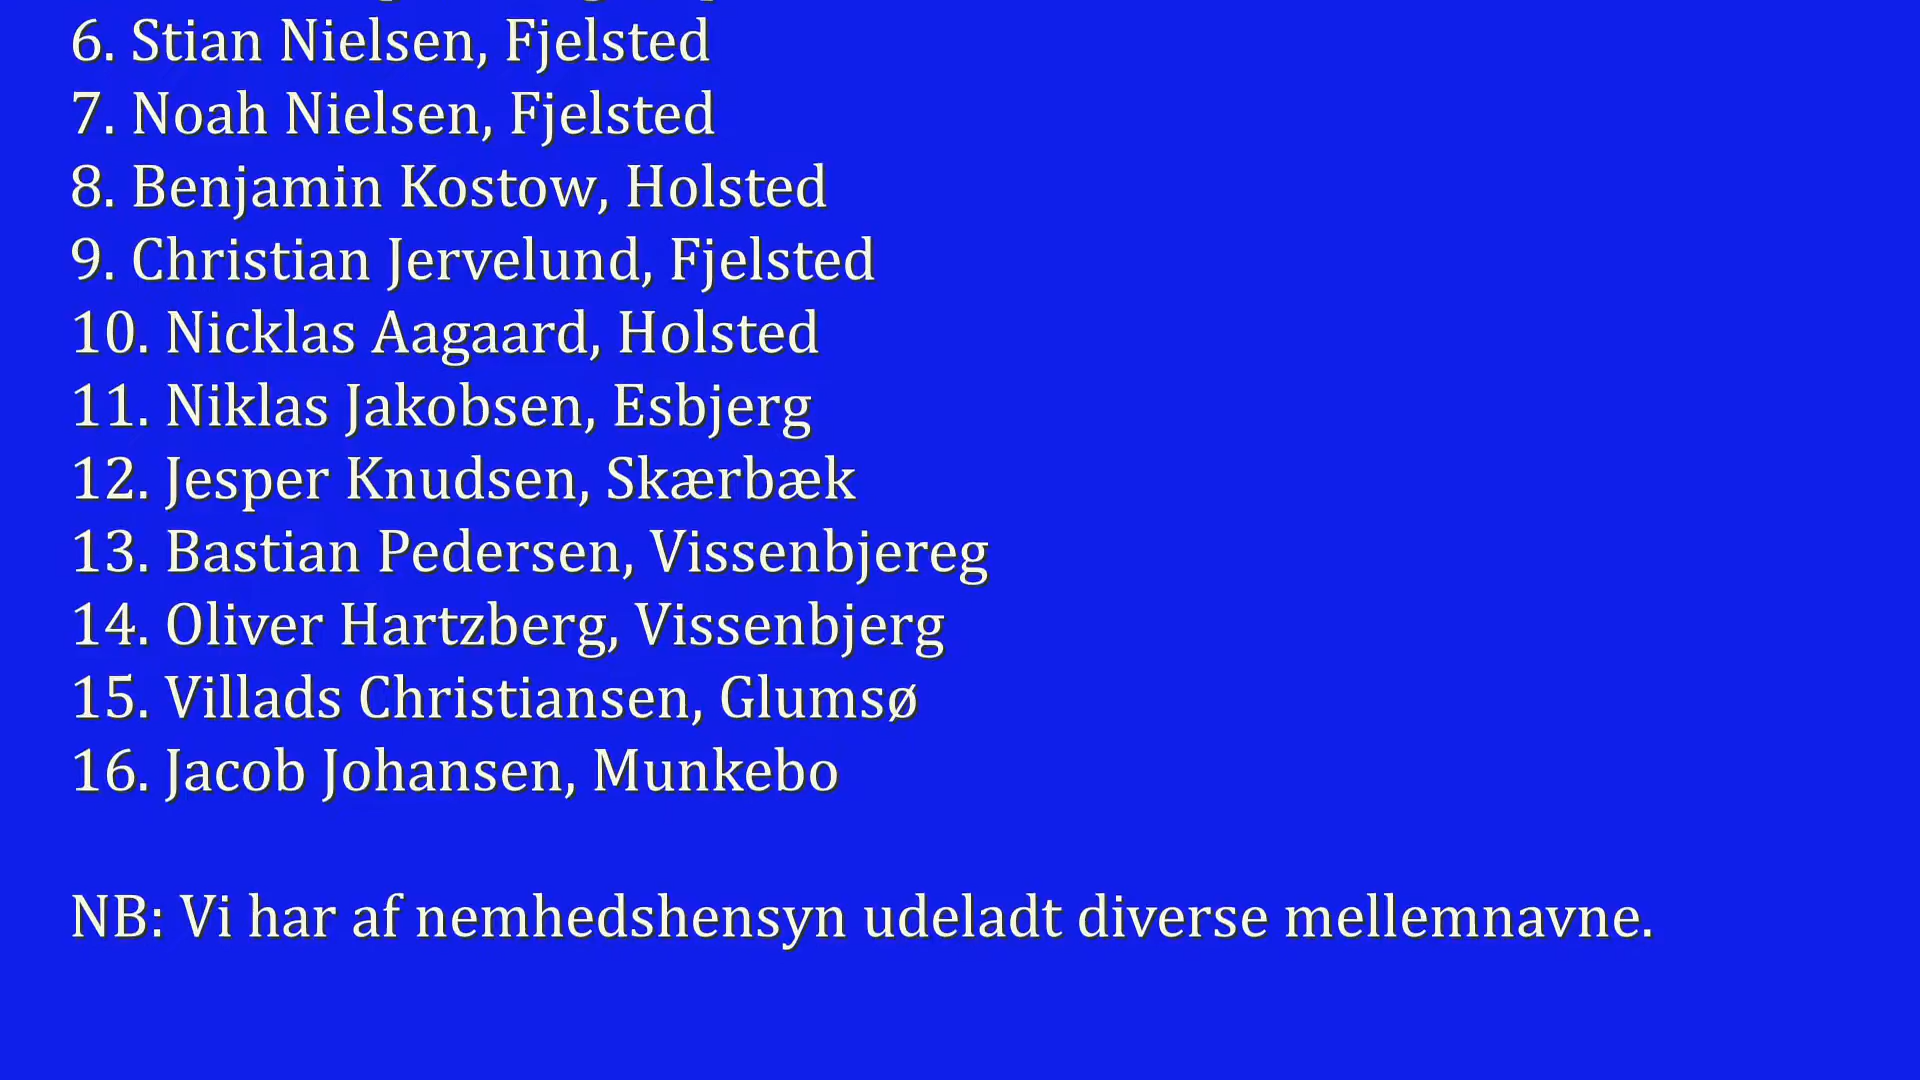 6. Stian Nielsen, Fjelsted
7. Noah Nielsen, Fjelsted
8. Benjamin Kostow, Holsted
9. Christian Jervelund, Fjelsted
10. Nicklas Aagaard, Holsted
11. Niklas Jakobsen, Esbjerg
12. Jesper Knudsen, Skærbæk
13. Bastian Pedersen, Vissenbjereg
14. Oliver Hartzberg, Vissenbjerg
15. Villads Christiansen, Glumsø
16. Jacob Johansen, Munkebo
NB: Vi har af nemhedshensyn udeladt diverse mellemnavne.